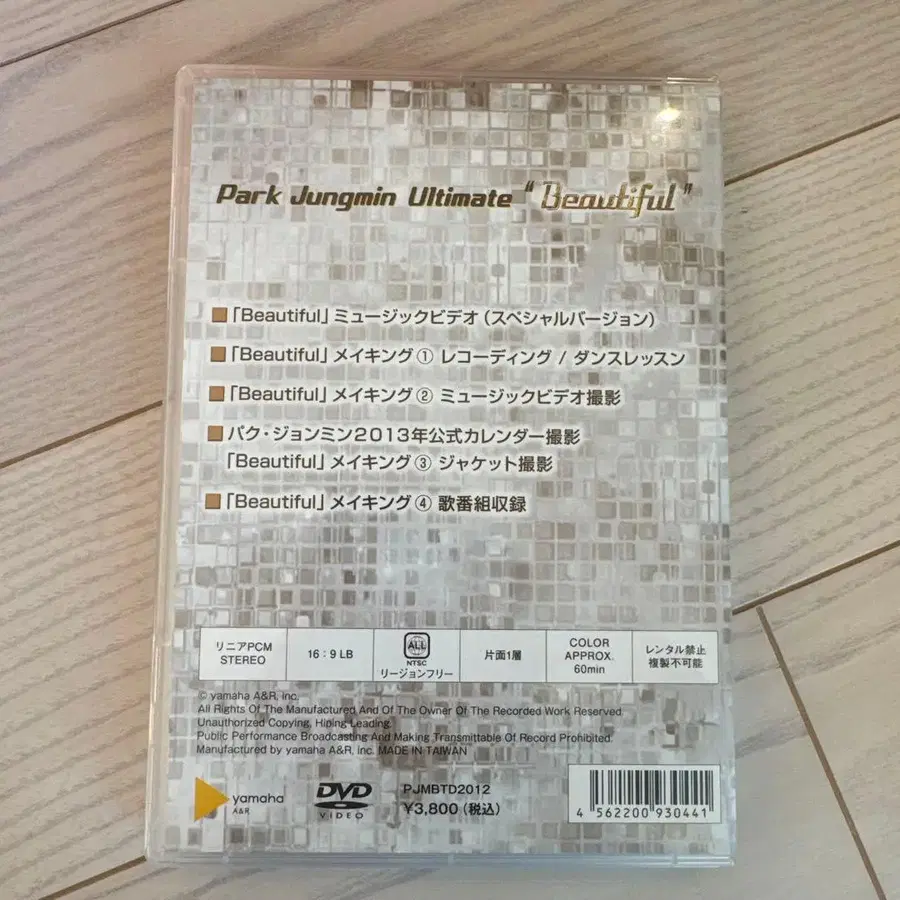 Park Jungmin Ultimate "Beautiful"
■「Beautiful」ミュージックビデオ(スペシャルバージョン)
■「Beautiful」メイキング① レコーディング / ダンスレッスン
■「Beautiful」メイキング② ミュージックビデオ撮影
■パク・ジョンミン2013年公式カレンダー撮影
「Beautiful」メイキング③ ジャケット撮影
■「Beautiful」メイキング④ 歌番組収録
リニアPCM
STEREO
16:9 LB
ALL
NTSC
リージョンフリー
片面1層
COLOR
APPROX.
60min
レンタル禁止
複製不可能
© yamaha A&R, inc.
All Rights Of The Manufactured And Of The Owner Of The Recorded Work Reserved
Unauthorized Copying, Hiping Leading.
Public Performance Broadcasting And Making Transmittable Of Record Prohibited.
Manufactured by yamaha A&R, inc. MADE IN TAIWAN
yamaha
A&R
DVD
VIDEO
PJMBTD2012
¥3,800(税込)
4 562200 930441